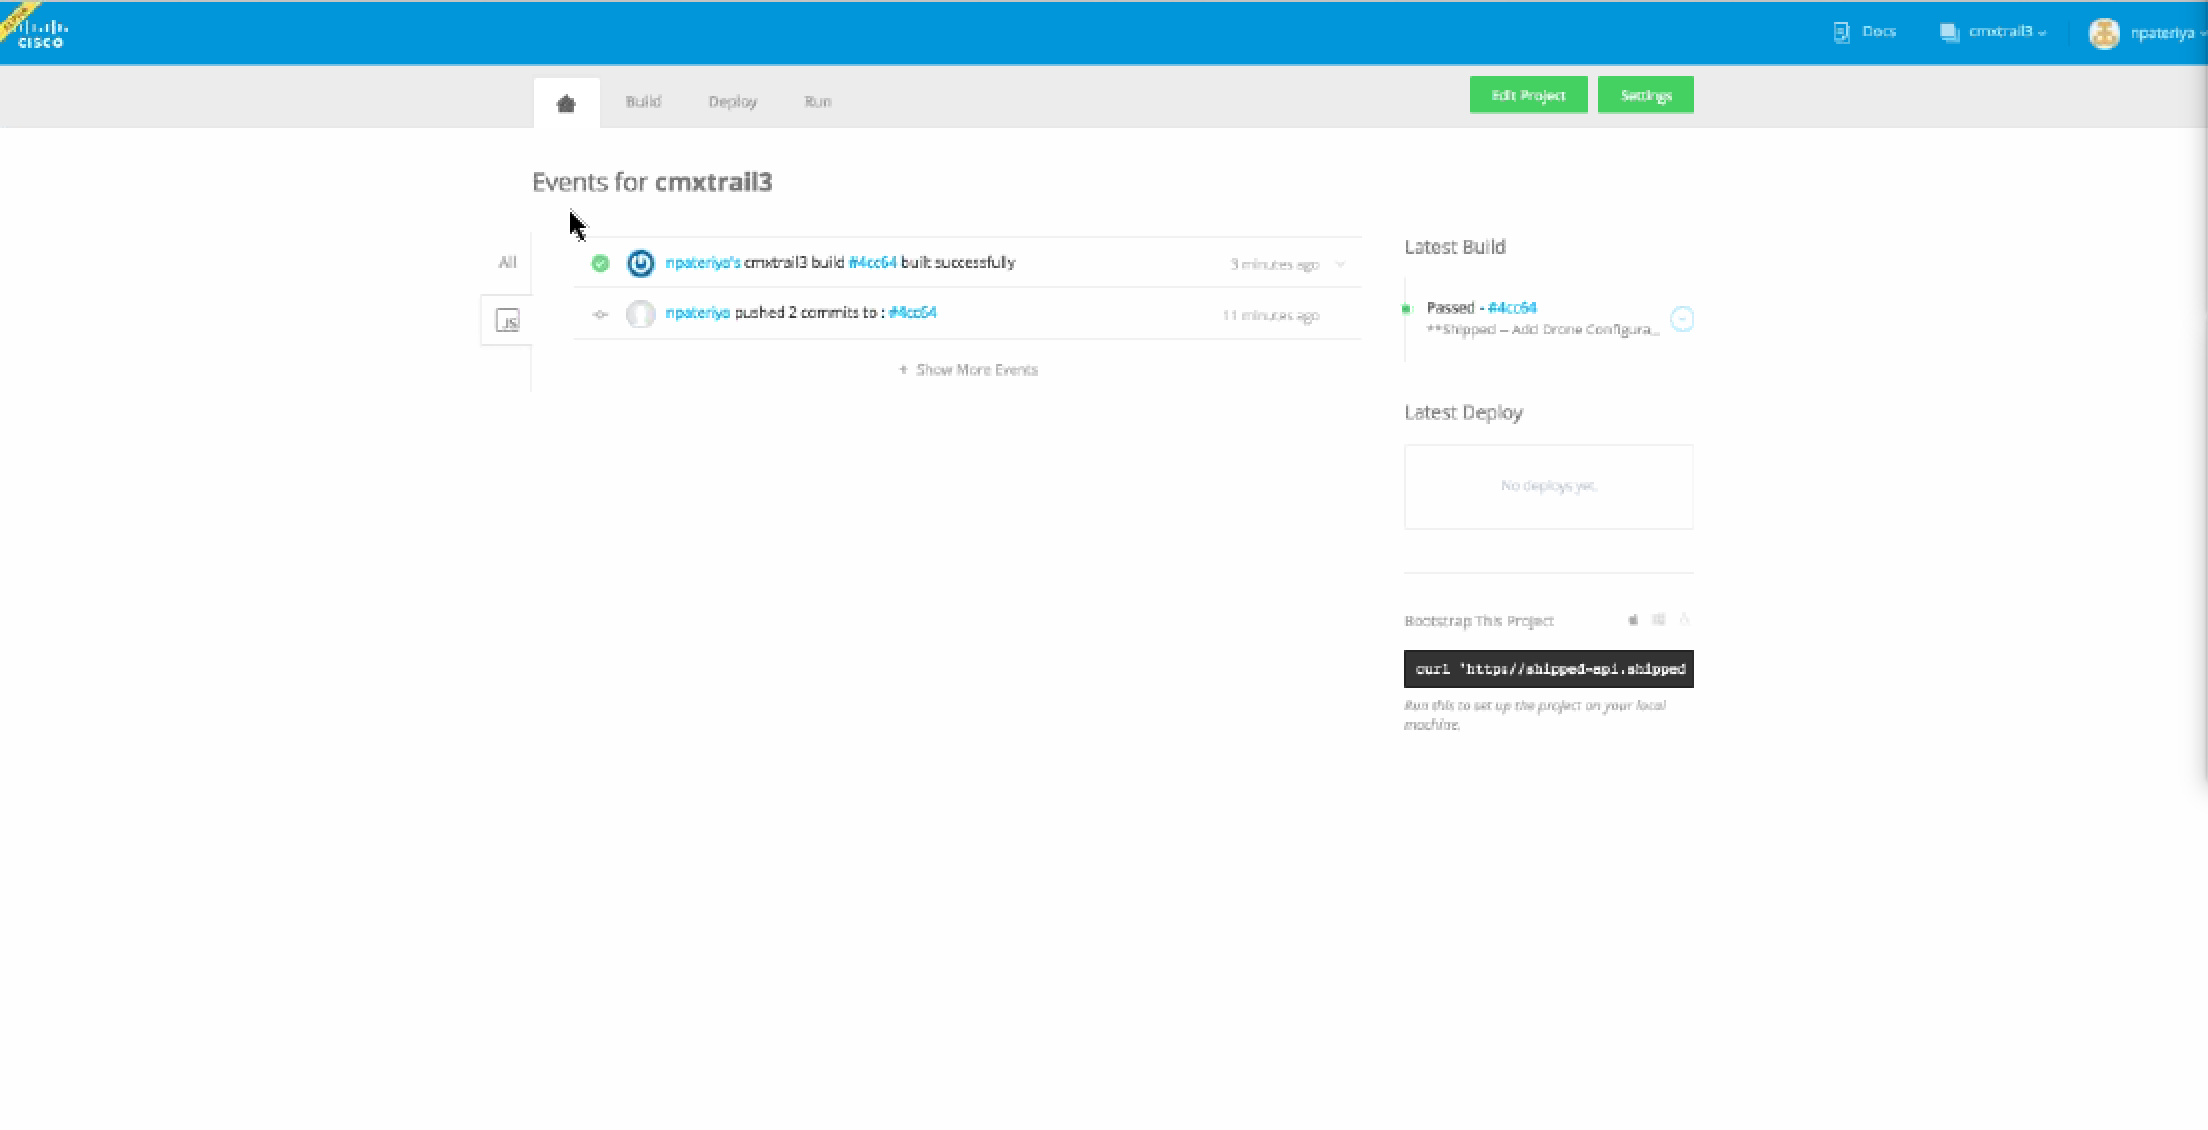 CISCO
Docs
cmxtrail3
npateriya
Build
Deploy
Run
Edit Project
Settings
Events for cmxtrail3
All
npateriya's cmxtrail3 build #4cc64 built successfully
3 minutes ago
JS
npateriya pushed 2 commits to : #4cc64
11 minutes ago
+ Show More Events
Latest Build
Passed - #4cc64
**Shipped – Add Drone Configura...
Latest Deploy
No deploys yet.
Bootstrap This Project
curl 'http://shipped-api.shipped
Run this to set up the project on your local
machine.